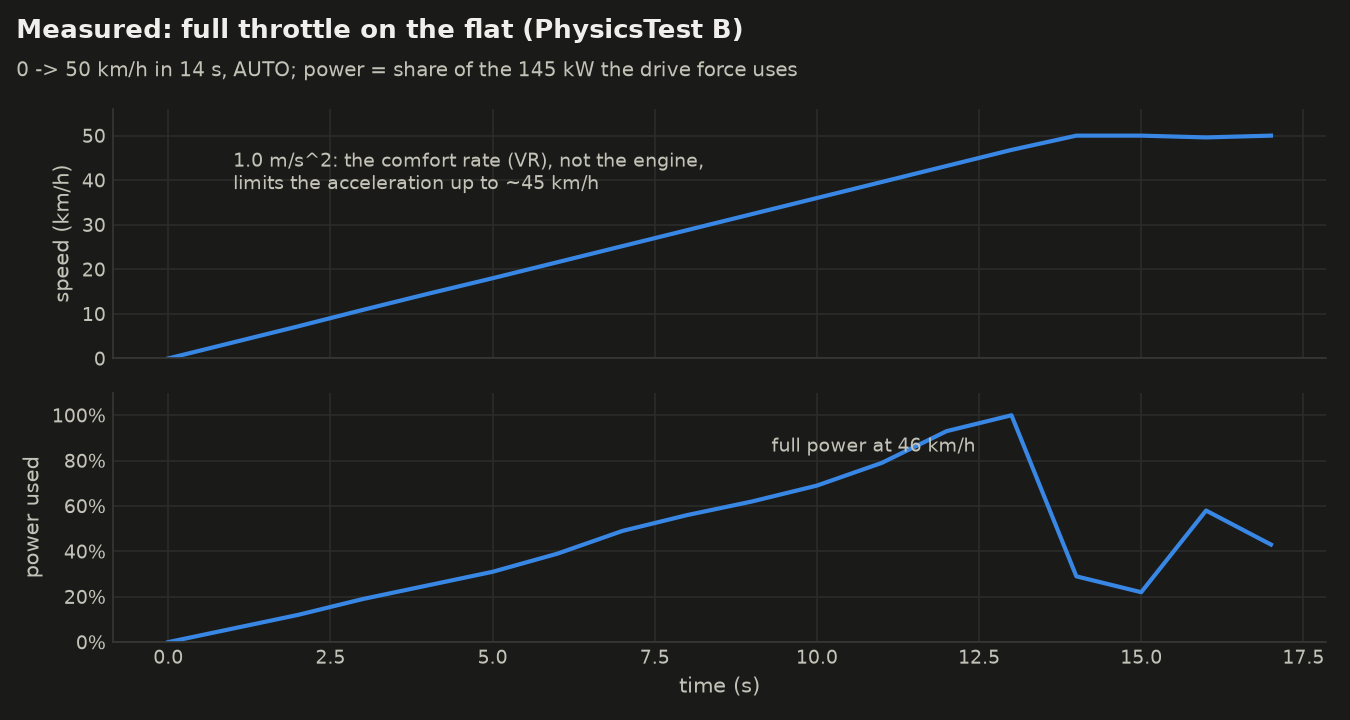 Measured: full throttle on the flat (PhysicsTest B)
0 -> 50 km/h in 14 s, AUTO; power = share of the 145 kW the drive force uses
speed (km/h)
50
40
30
20
10
0
1.0 m/s^2: the comfort rate (VR), not the engine,
limits the acceleration up to ~45 km/h
power used
100%
80%
60%
40%
20%
0%
full power at 46 km/h
0.0 2.5 5.0 7.5 10.0 12.5 15.0 17.5
time (s)